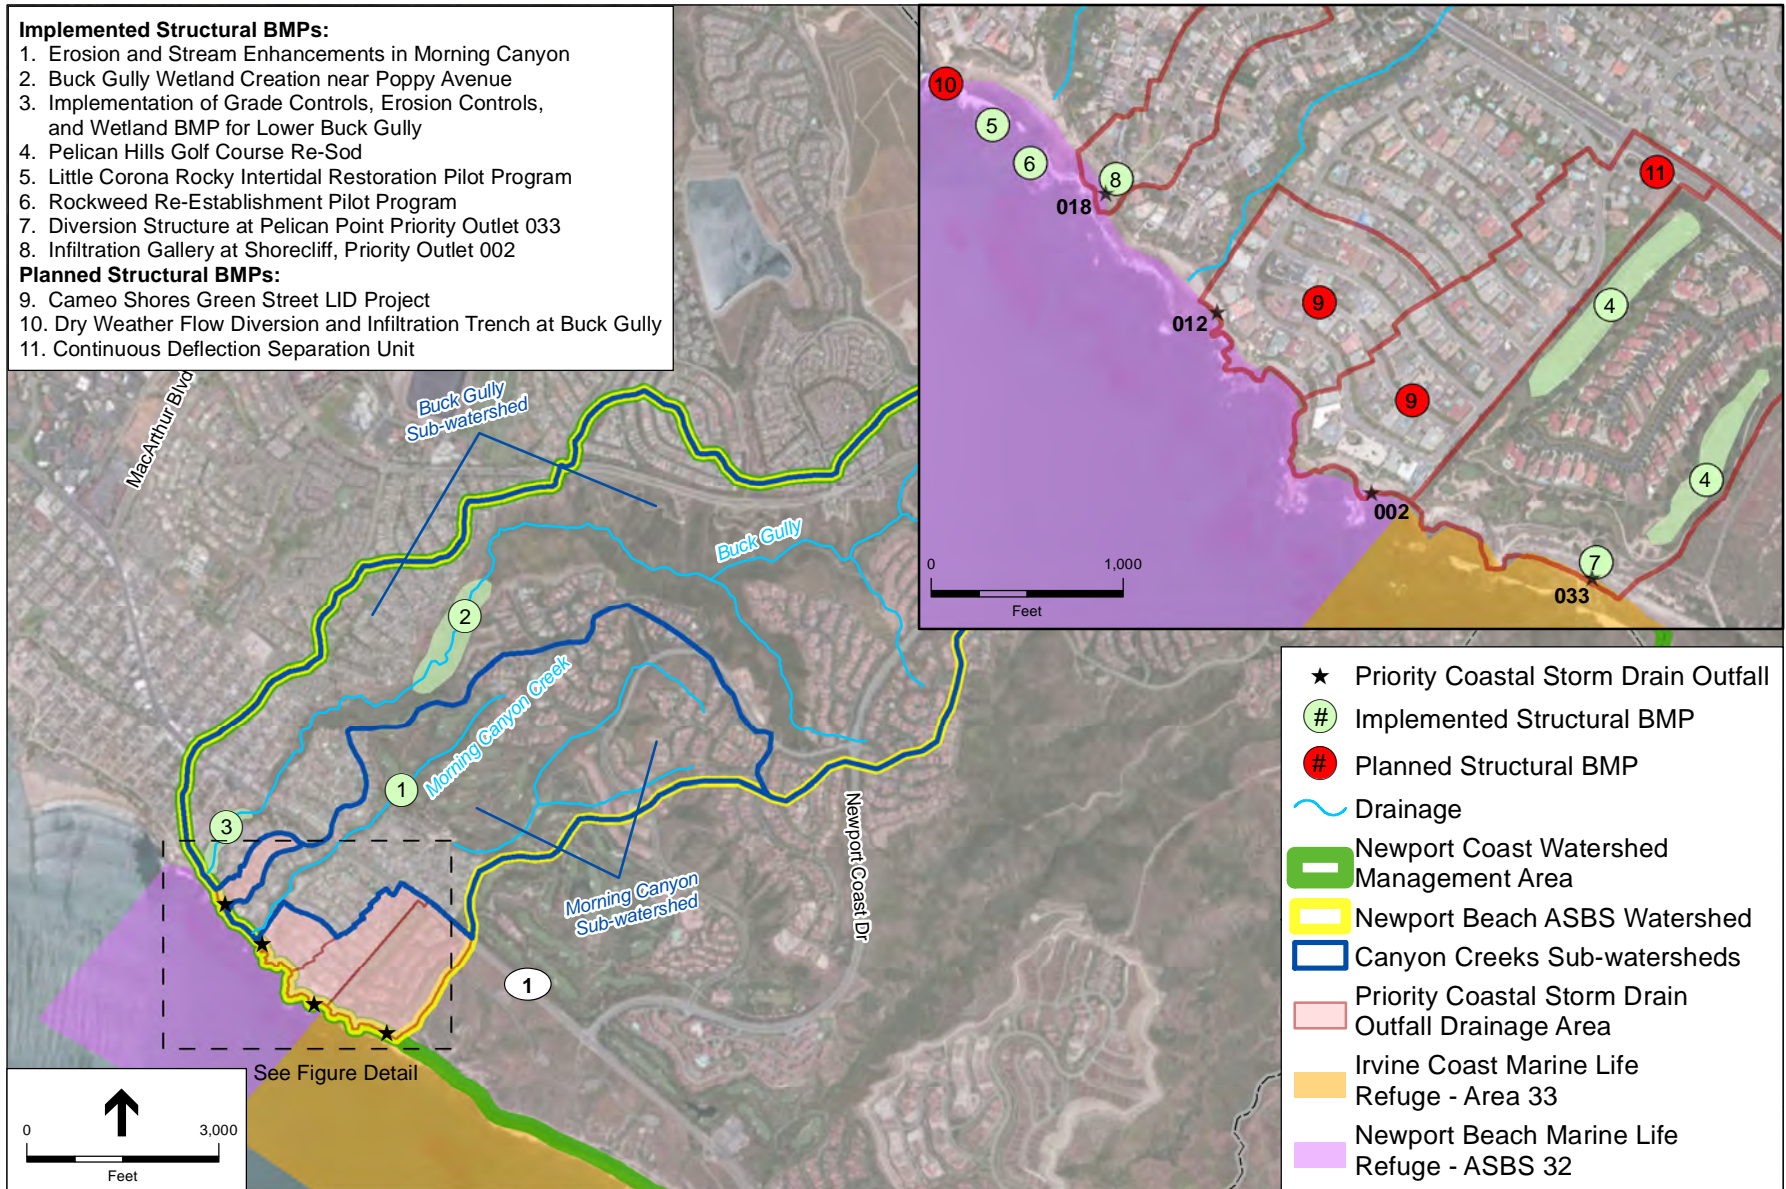 Implemented Structural BMPs:
1. Erosion and Stream Enhancements in Morning Canyon
2. Buck Gully Wetland Creation near Poppy Avenue
3. Implementation of Grade Controls, Erosion Controls,
and Wetland BMP for Lower Buck Gully
4. Pelican Hills Golf Course Re-Sod
5. Little Corona Rocky Intertidal Restoration Pilot Program
6. Rockweed Re-Establishment Pilot Program
7. Diversion Structure at Pelican Point Priority Outlet 033
8. Infiltration Gallery at Shorecliff, Priority Outlet 002
Planned Structural BMPs:
9. Cameo Shores Green Street LID Project
10. Dry Weather Flow Diversion and Infiltration Trench at Buck Gully
11. Continuous Deflection Separation Unit
10
5
6
8
018
11
4
9
012
9
4
002
7
033
0
1,000
Feet
MacArthur Blvd
Buck Gully
Sub-watershed
Buck Gully
2
Morning Canyon Creek
1
3
Newport Coast Dr
Morning Canyon
Sub-watershed
1
See Figure Detail
0
3,000
Feet
Priority Coastal Storm Drain Outfall
# Implemented Structural BMP
# Planned Structural BMP
Drainage
Newport Coast Watershed
Management Area
Newport Beach ASBS Watershed
Canyon Creeks Sub-watersheds
Priority Coastal Storm Drain
Outfall Drainage Area
Irvine Coast Marine Life
Refuge - Area 33
Newport Beach Marine Life
Refuge - ASBS 32